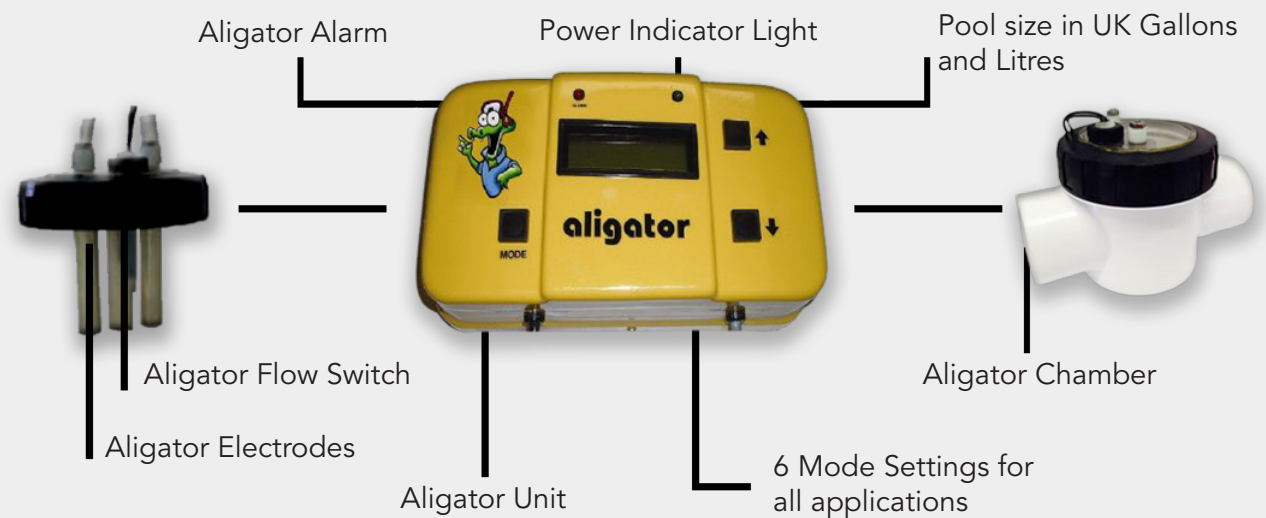 Aligator Alarm
Power Indicator Light
Pool size in UK Gallons
and Litres
ALARM
aligator
MODE
Aligator Flow Switch
Aligator Chamber
Aligator Electrodes
6 Mode Settings for
all applications
Aligator Unit